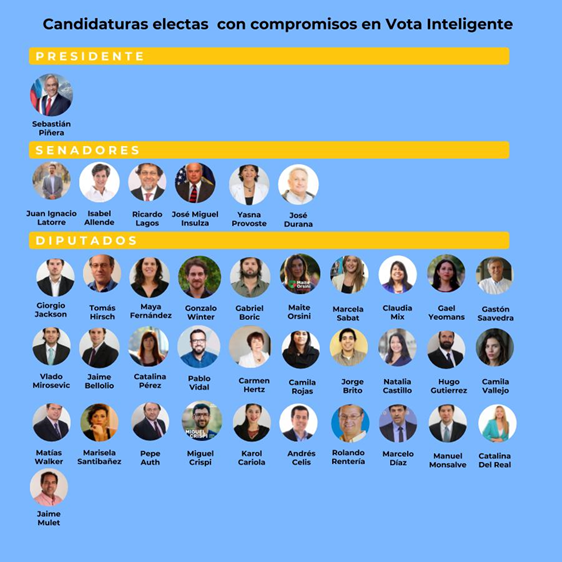 Candidaturas electas con compromisos en Vota Inteligente
PRESIDENTE
Sebastián
Piñera
SENADORES
Juan Ignacio
Latorre
Isabel
Allende
Ricardo
Lagos
José Miguel
Insulza
Yasna
Provoste
José
Durana
DIPUTADOS
Giorgio
Jackson
Tomás
Hirsch
Maya
Fernández
Gonzalo
Winter
Gabriel
Boric
Maite
Orsini
Maite
Orsini
Marcela
Sabat
Claudia
Mix
Gael
Yeomans
Gastón
Saavedra
Vlado
Mirosevic
Jaime
Bellolio
Catalina
Pérez
Pablo
Vidal
Carmen
Hertz
Camila
Rojas
Jorge
Brito
Natalia
Castillo
Hugo
Gutierrez
Camila
Vallejo
Matías
Walker
Marisela
Santibañez
Pepe
Auth
MIGUEL
CRISPI
Miguel
Crispi
Karol
Cariola
Andrés
Celis
Rolando
Rentería
Marcelo
Díaz
Manuel
Monsalve
Catalina
Del Real
Jaime
Mulet